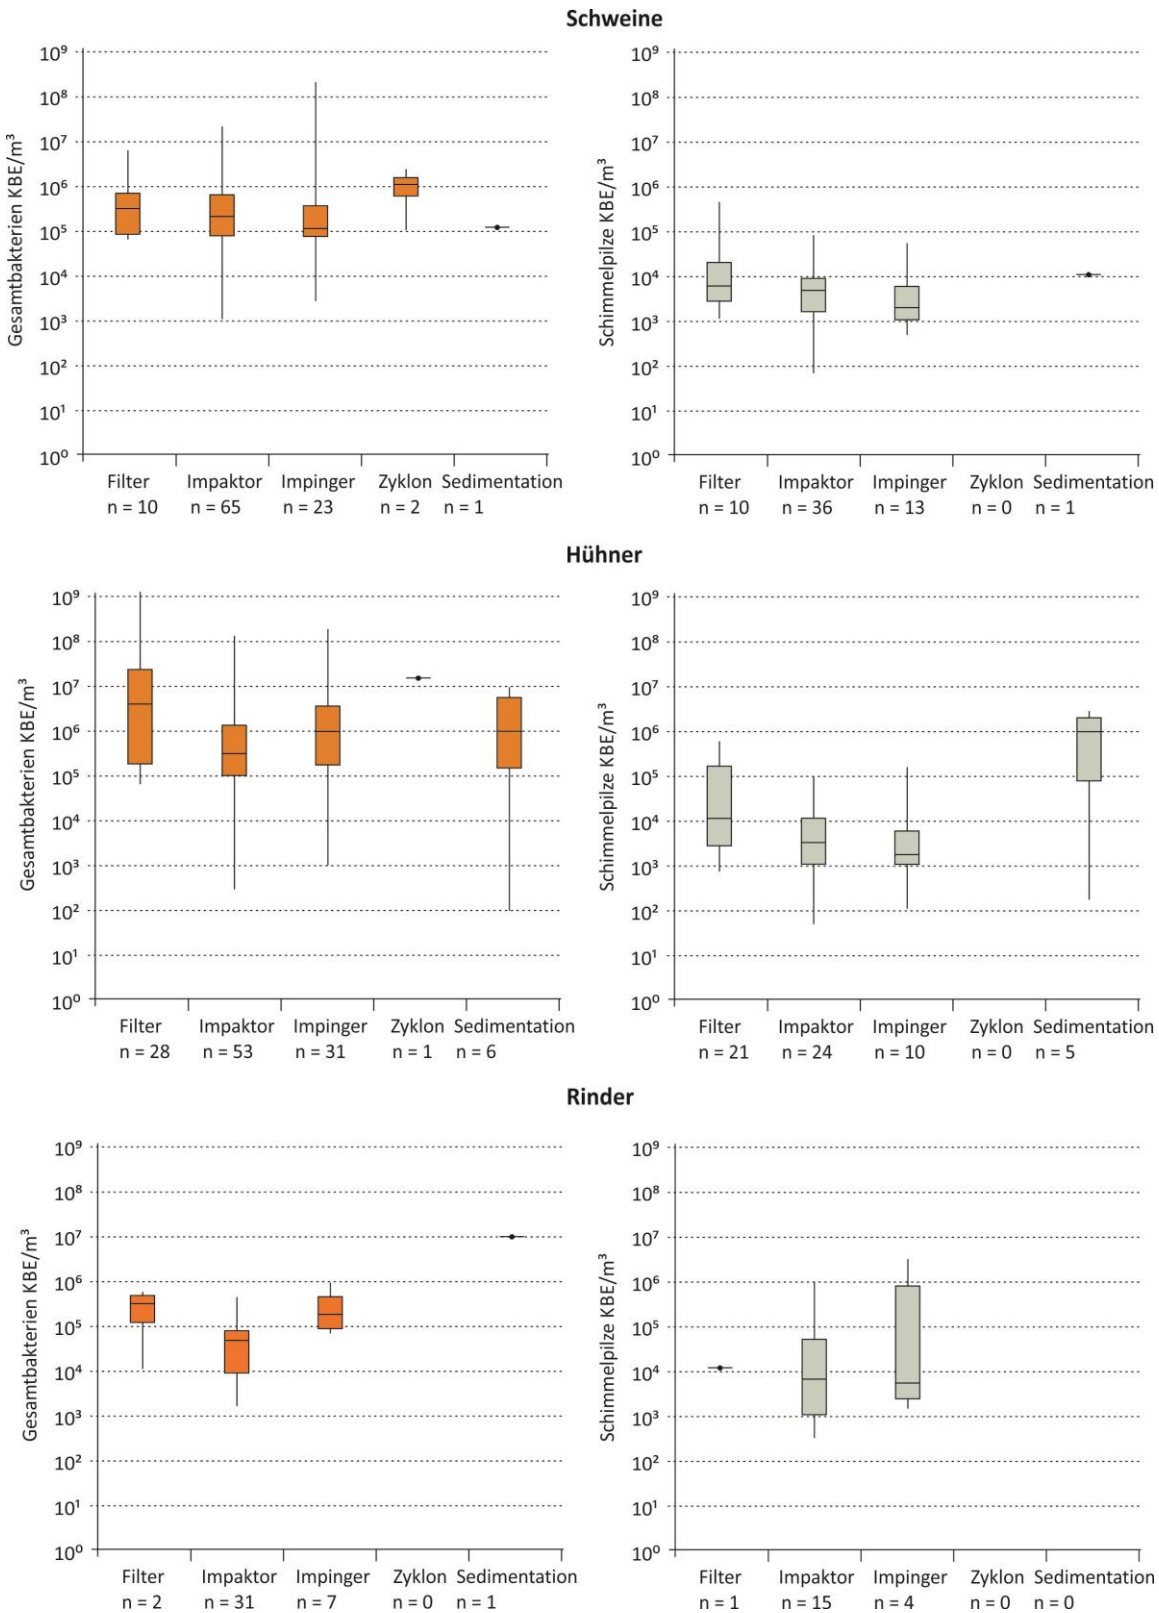 Schweine
Gesamtbakterien KBE/m³
10⁹
10⁸
10⁷
10⁶
10⁵
10⁴
10³
10²
10¹
10⁰
Filter Impaktor Impinger Zyklon Sedimentation
n = 10 n = 65 n = 23 n = 2 n = 1
Schimmelpilze KBE/m³
10⁹
10⁸
10⁷
10⁶
10⁵
10⁴
10³
10²
10¹
10⁰
Filter Impaktor Impinger Zyklon Sedimentation
n = 10 n = 36 n = 13 n = 0 n = 1
Hühner
Gesamtbakterien KBE/m³
10⁹
10⁸
10⁷
10⁶
10⁵
10⁴
10³
10²
10¹
10⁰
Filter Impaktor Impinger Zyklon Sedimentation
n = 28 n = 53 n = 31 n = 1 n = 6
Schimmelpilze KBE/m³
10⁹
10⁸
10⁷
10⁶
10⁵
10⁴
10³
10²
10¹
10⁰
Filter Impaktor Impinger Zyklon Sedimentation
n = 21 n = 24 n = 10 n = 0 n = 5
Rinder
Gesamtbakterien KBE/m³
10⁹
10⁸
10⁷
10⁶
10⁵
10⁴
10³
10²
10¹
10⁰
Filter Impaktor Impinger Zyklon Sedimentation
n = 2 n = 31 n = 7 n = 0 n = 1
Schimmelpilze KBE/m³
10⁹
10⁸
10⁷
10⁶
10⁵
10⁴
10³
10²
10¹
10⁰
Filter Impaktor Impinger Zyklon Sedimentation
n = 1 n = 15 n = 4 n = 0 n = 0